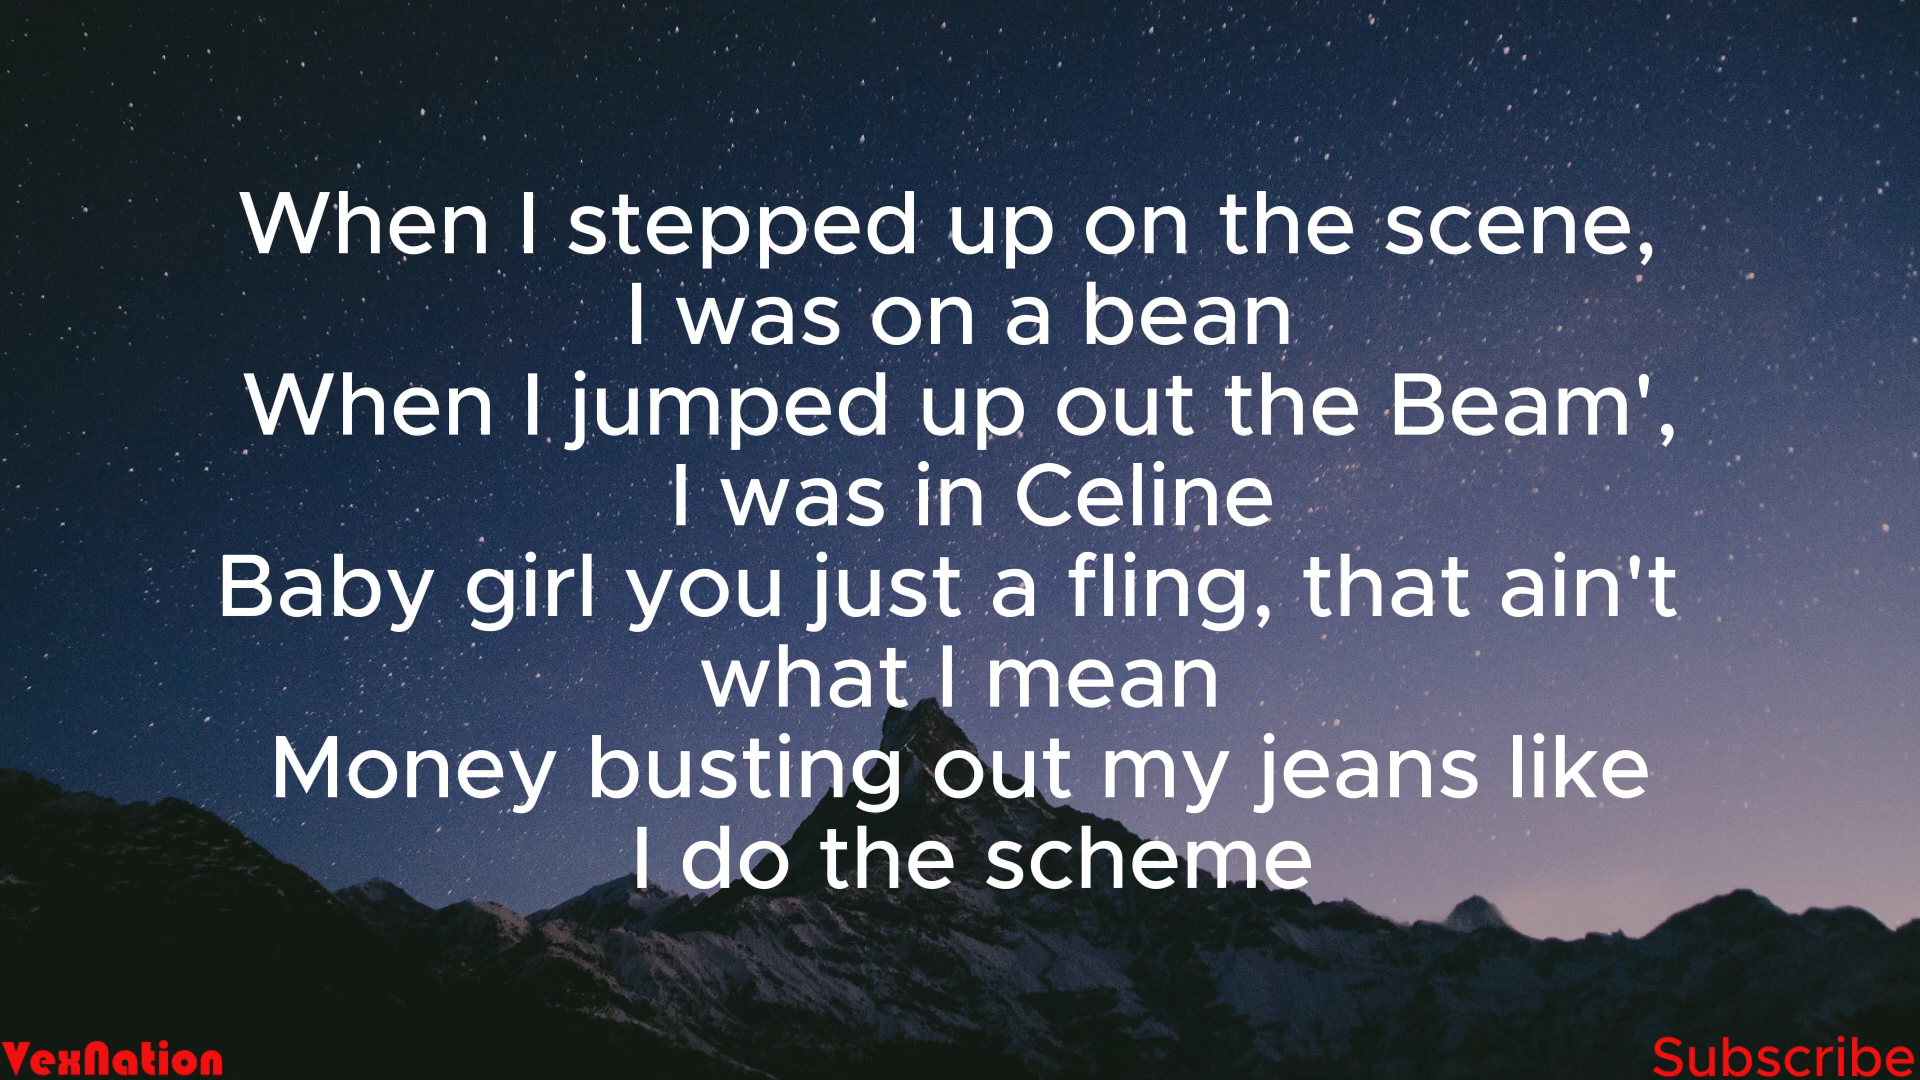 When I stepped up on the scene,
I was on a bean
When I jumped up out the Beam',
I was in Celine
Baby girl you just a fling, that ain't
what I mean
Money busting out my jeans like
I do the scheme
VexNation
Subscribe